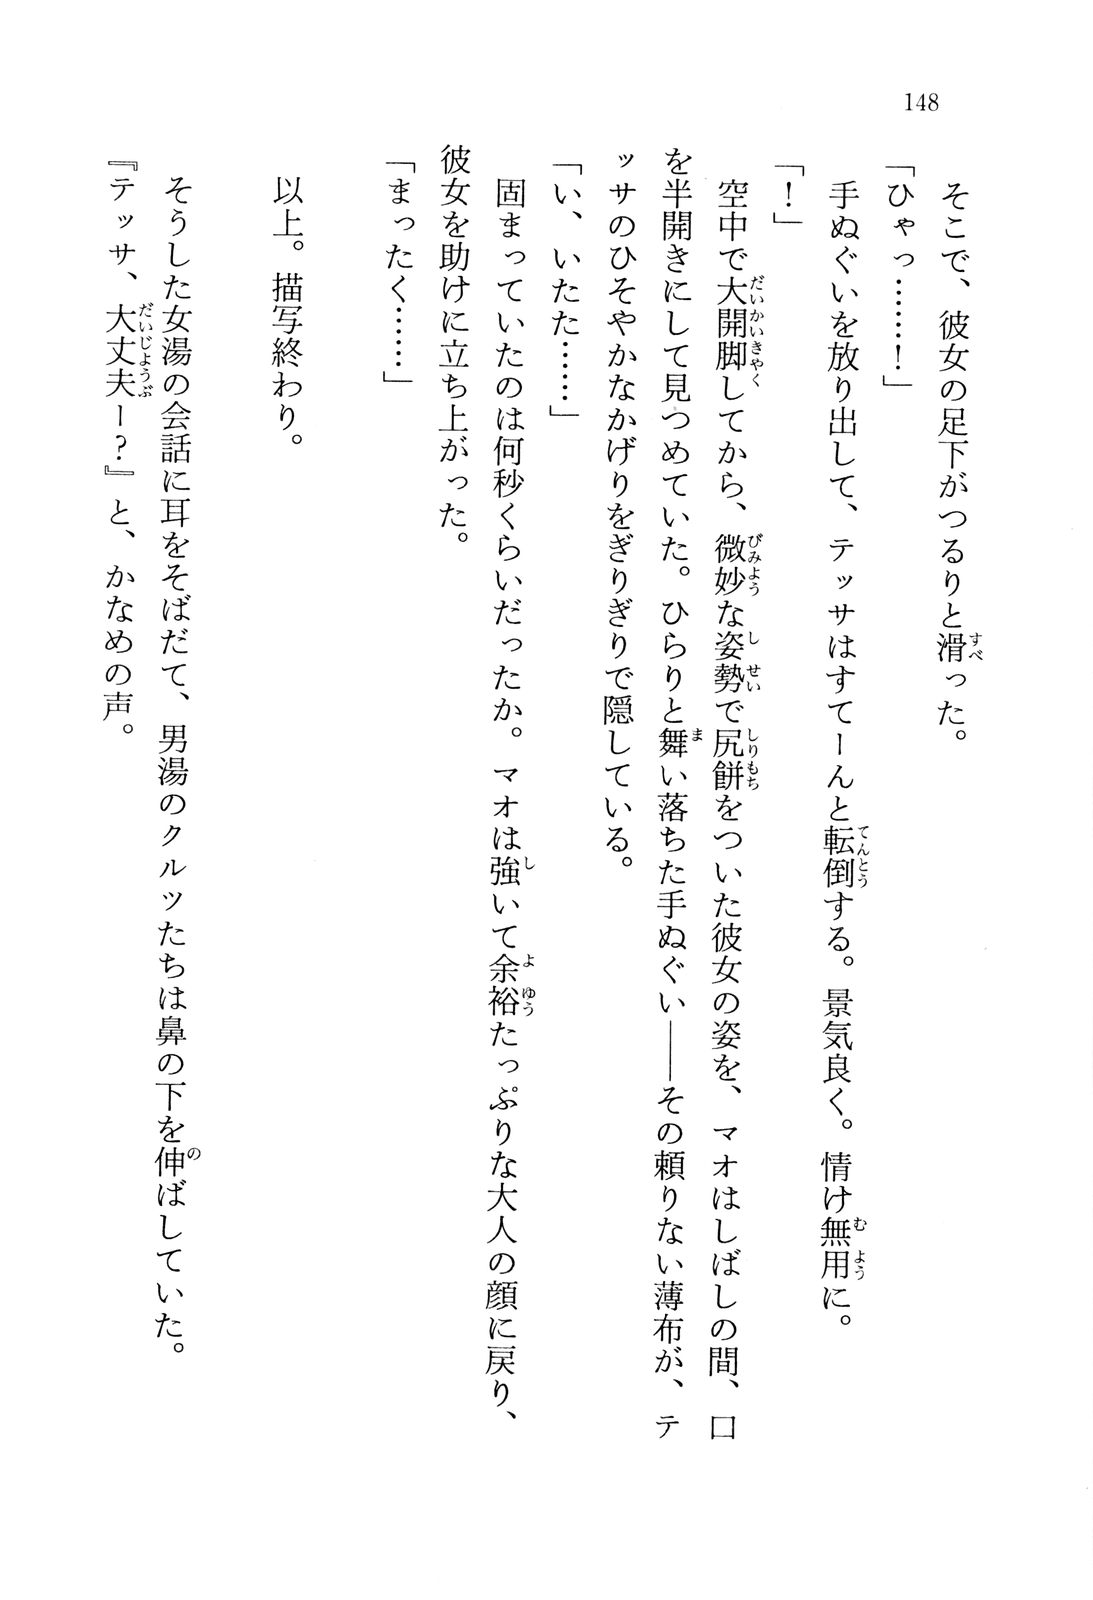 148
そこで、彼女の足下がつるりと滑った。
「ひゃっ……！」
手ぬぐいを放り出して、テッサはすてーんと転倒する。景気良く。情け無用に。
「！」
空中で大開脚してから、微妙な姿勢で尻餅をついた彼女の姿を、マオはしばしの間、口
を半開きにして見つめていた。ひらりと舞い落ちた手ぬぐい――その頼りない薄布が、テ
ッサのひそやかなかげりをぎりぎりで隠している。
「い、いたた……」
固まっていたのは何秒くらいだったか。マオは強いて余裕たっぷりな大人の顔に戻り、
彼女を助けに立ち上がった。
「まったく……」
以上。描写終わり。
そうした女湯の会話に耳をそばだて、男湯のクルツたちは鼻の下を伸ばしていた。
『テッサ、大丈夫ー？』と、かなめの声。